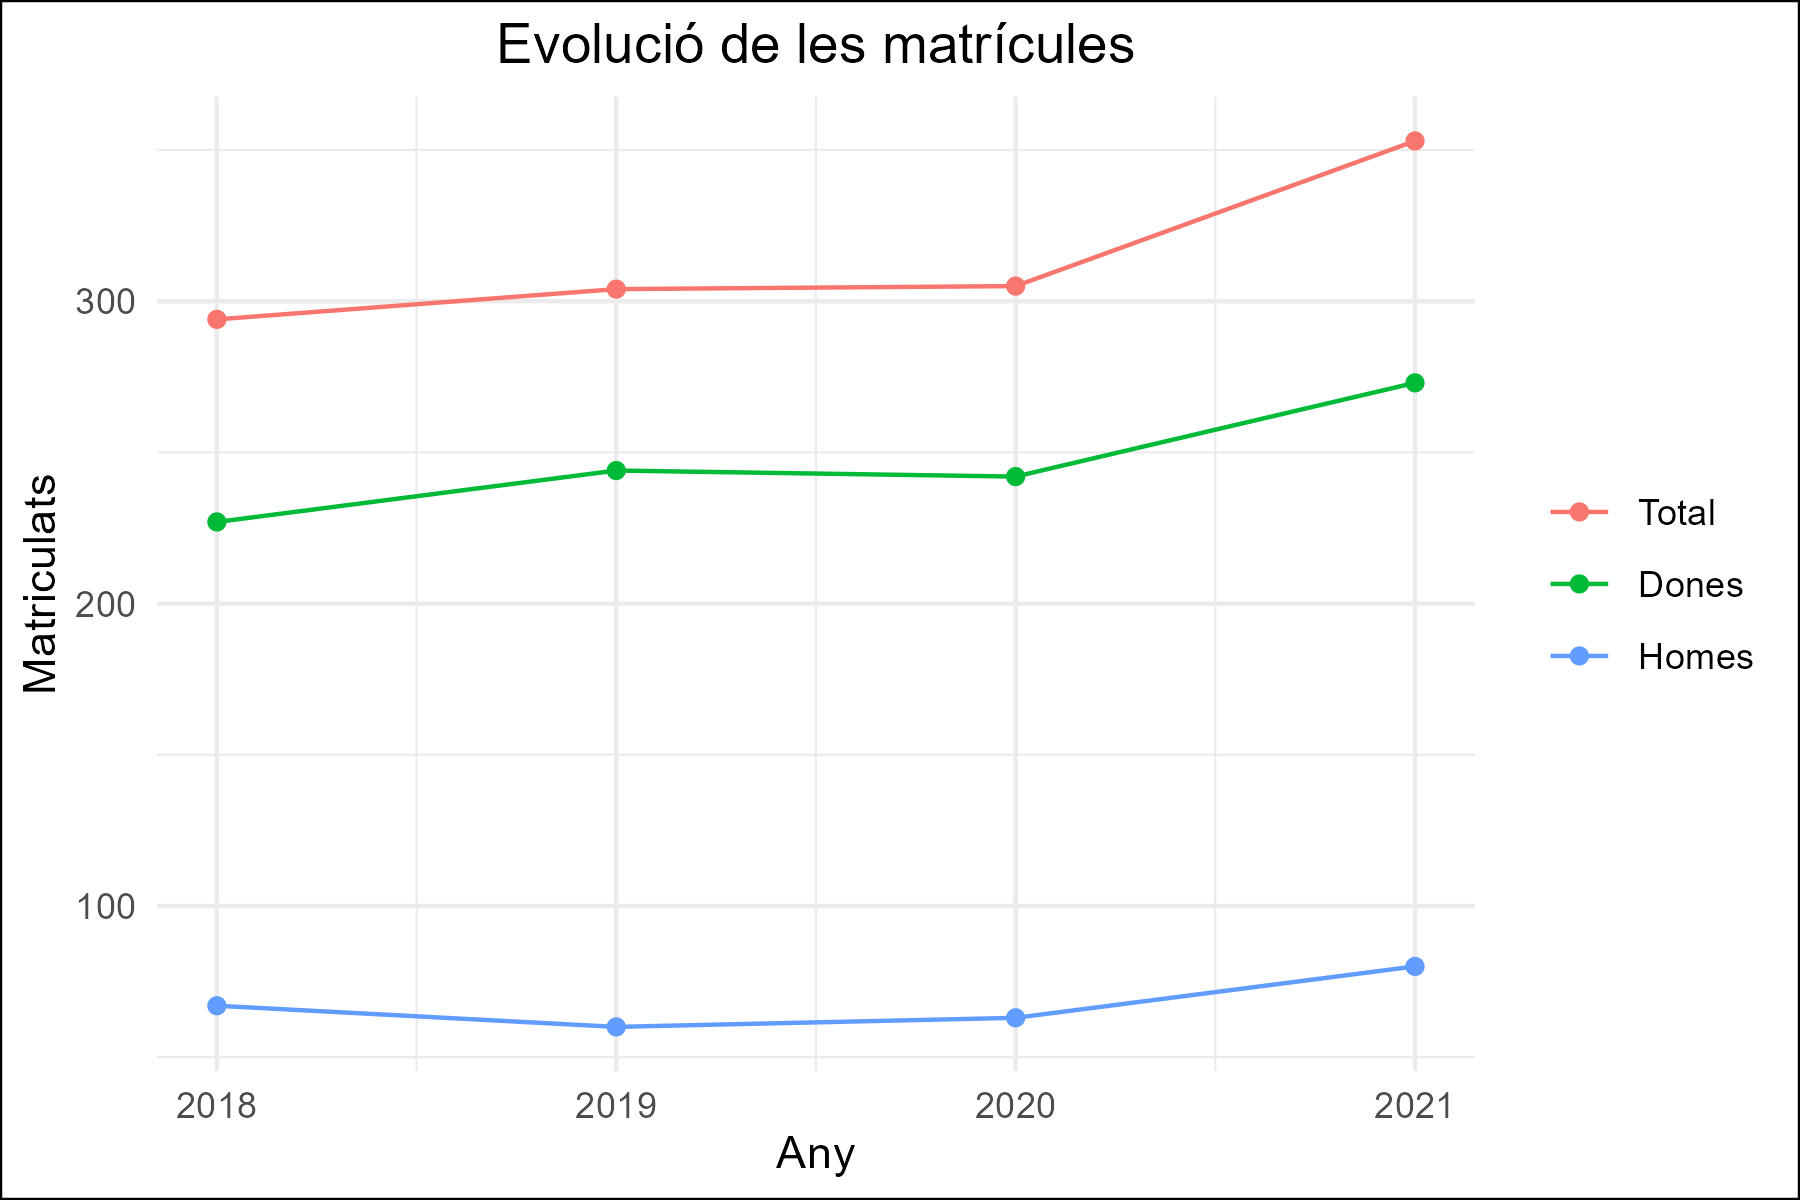 Evolució de les matrícules
Matriculats
300
200
100
2018
2019
2020
2021
Any
Total
Dones
Homes